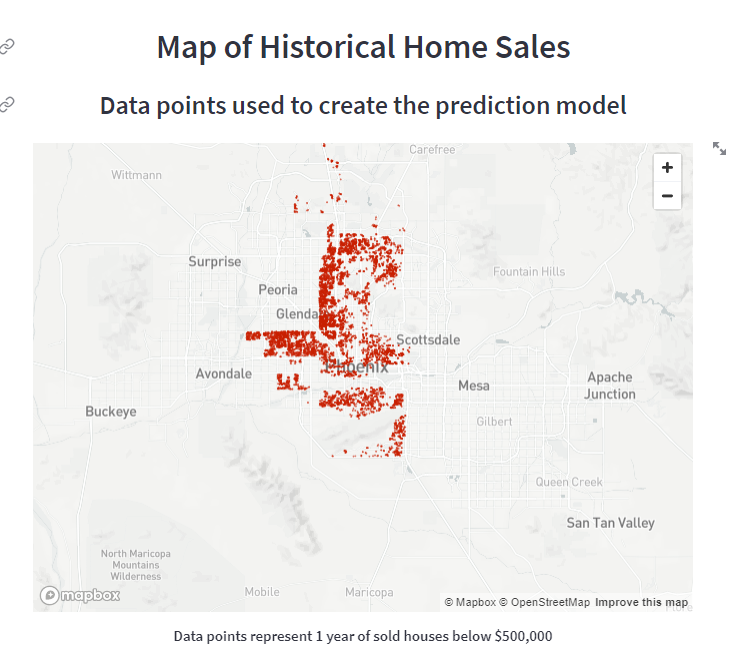 Map of Historical Home Sales
Data points used to create the prediction model
Carefree
Wittmann
+
−
Surprise
Fountain Hills
Peoria
Glenda
Scottsdale
Phoenix
Avondale
Mesa
Apache
Junction
Buckeye
Gilbert
Queen Creek
San Tan Valley
North Maricopa
Mountains
Wilderness
Mobile
Maricopa
mapbox
© Mapbox © OpenStreetMap Improve this map
Data points represent 1 year of sold houses below $500,000